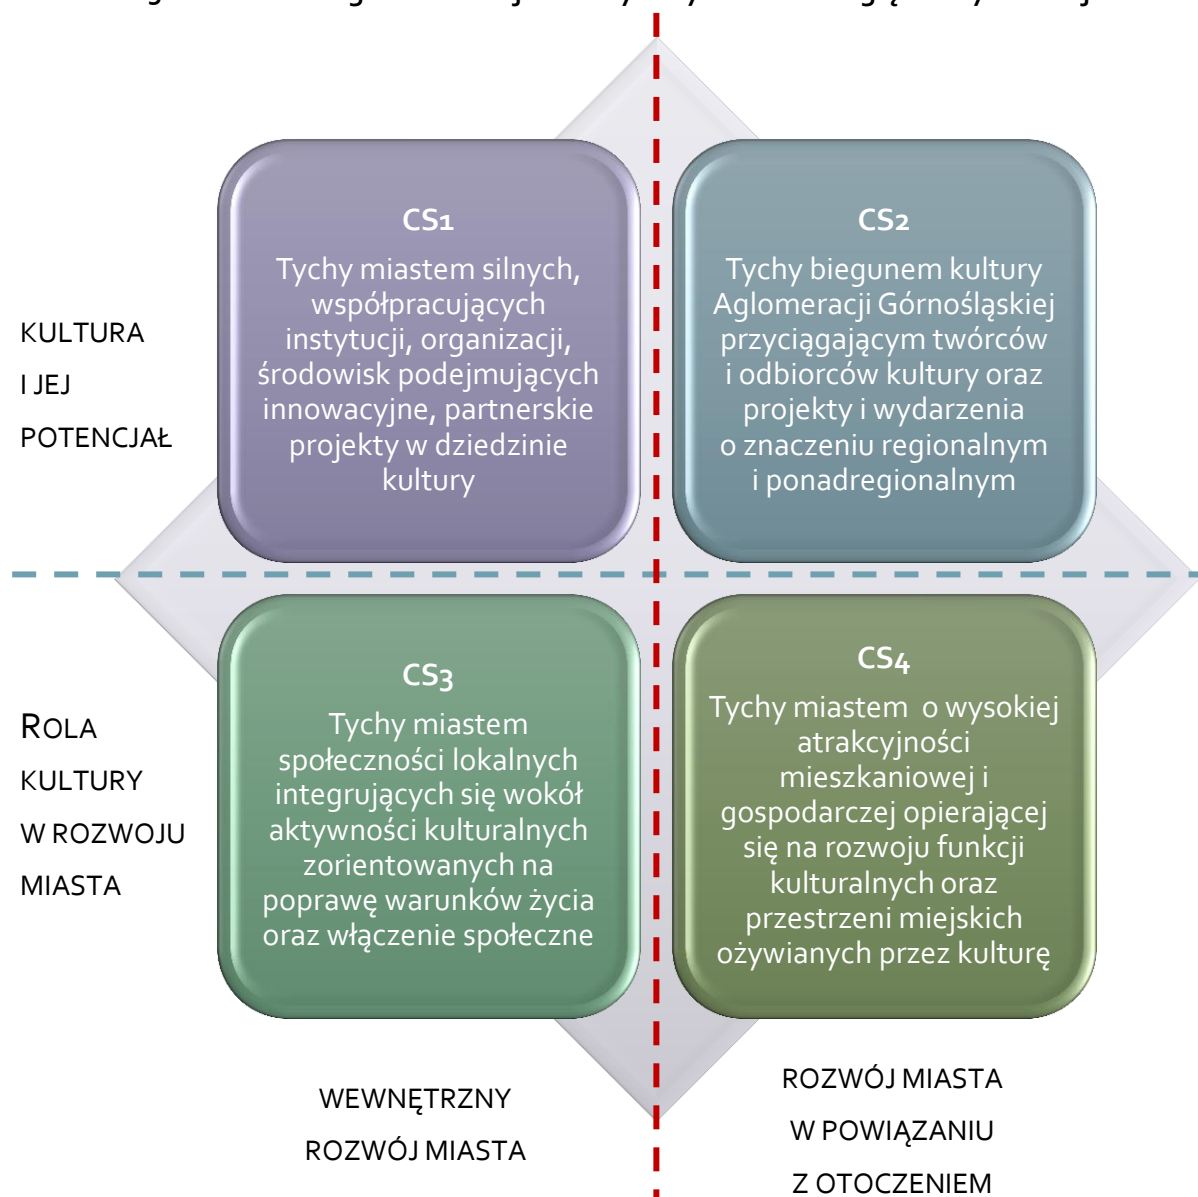 CS1
Tychy miastem silnych,
współpracujących
instytucji, organizacji,
środowisk podejmujących
innowacyjne, partnerskie
projekty w dziedzinie
kultury
CS2
Tychy biegunem kultury
Aglomeracji Górnośląskiej
przyciągającym twórców
i odbiorców kultury oraz
projekty i wydarzenia
o znaczeniu regionalnym
i ponadregionalnym
KULTURA
I JEJ
POTENCJAŁ
CS3
Tychy miastem
społeczności lokalnych
integrujących się wokół
aktywności kulturalnych
zorientowanych na
poprawę warunków życia
oraz włączenie społeczne
CS4
Tychy miastem o wysokiej
atrakcyjności
mieszkaniowej i
gospodarczej opierającej
się na rozwoju funkcji
kulturalnych oraz
przestrzeni miejskich
ożywianych przez kulturę
ROLA
KULTURY
W ROZWOJU
MIASTA
WEWNĘTRZNY
ROZWÓJ MIASTA
ROZWÓJ MIASTA
W POWIĄZANIU
Z OTOCZENIEM